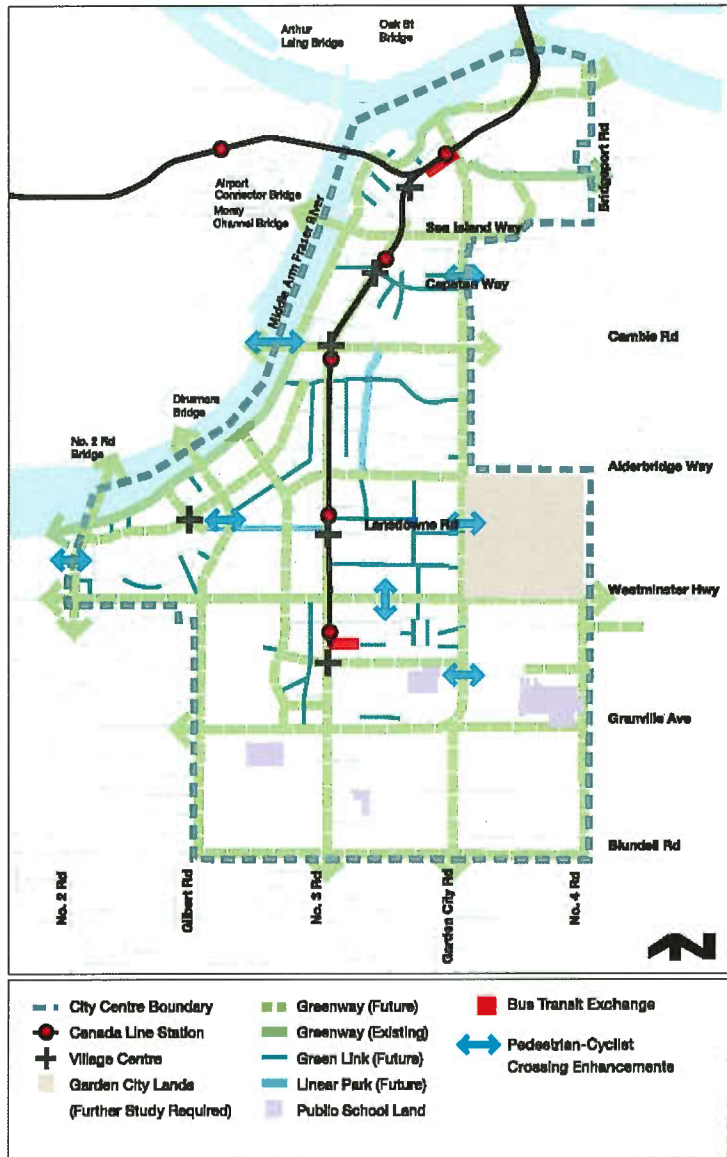 Arthur
Laing Bridge
Oak St
Bridge
Bridgeport Rd
Airport
Connector Bridge
Moray
Channel Bridge
Middle Arm Fraser River
Sea Island Way
Capstan Way
Cambie Rd
Dinsmore
Bridge
No. 2 Rd
Bridge
Alderbridge Way
Lansdowne Rd
Westminster Hwy
Granville Ave
Blundell Rd
No. 2 Rd
Gilbert Rd
No. 3 Rd
Garden City Rd
No. 4 Rd
N
City Centre Boundary
Canada Line Station
Village Centre
Garden City Lands
(Further Study Required)
Greenway (Future)
Greenway (Existing)
Green Link (Future)
Linear Park (Future)
Public School Land
Bus Transit Exchange
Pedestrian-Cyclist
Crossing Enhancements